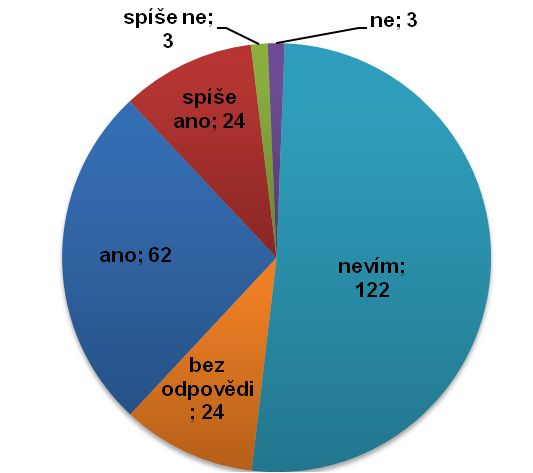 spíše ne;
3
ne; 3
spíše
ano; 24
ano; 62
nevím;
122
bez
odpovědi
; 24